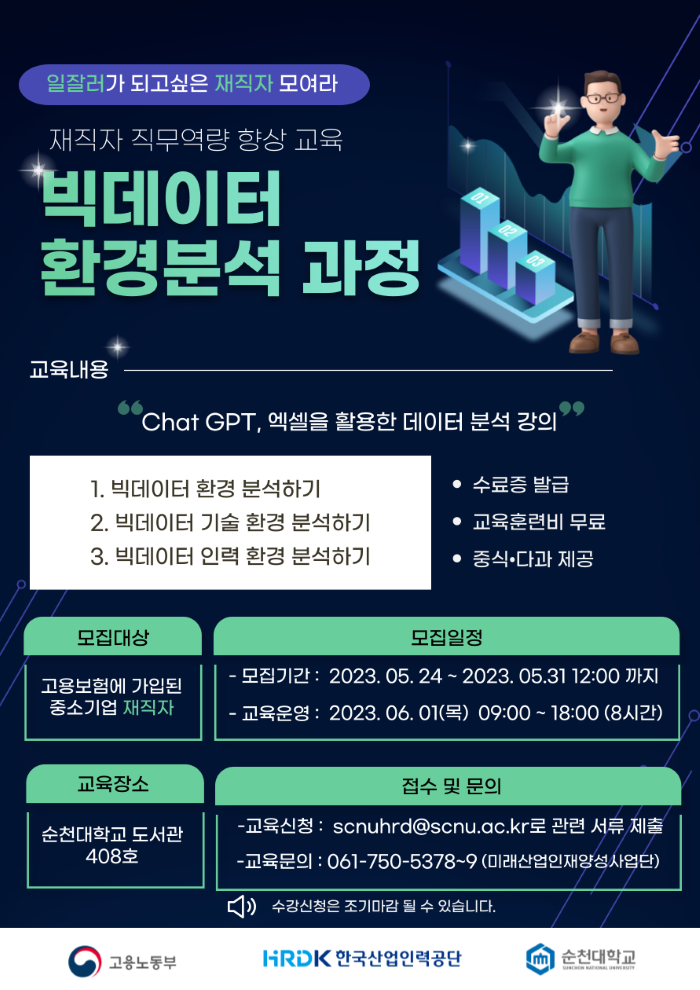 일잘러가 되고싶은 재직자 모여라
재직자 직무역량 향상 교육
빅데이터
환경분석 과정
01
02
03
교육내용
“Chat GPT, 엑셀을 활용한 데이터 분석 강의”
1. 빅데이터 환경 분석하기
2. 빅데이터 기술 환경 분석하기
3. 빅데이터 인력 환경 분석하기
• 수료증 발급
• 교육훈련비 무료
• 중식•다과 제공
모집대상
고용보험에 가입된
중소기업 재직자
모집일정
- 모집기간 : 2023. 05. 24 ~ 2023. 05.31 12:00 까지
- 교육운영 : 2023. 06. 01(목) 09:00 ~ 18:00 (8시간)
교육장소
순천대학교 도서관
408호
접수 및 문의
-교육신청 : scnuhrd@scnu.ac.kr로 관련 서류 제출
-교육문의 : 061-750-5378~9 (미래산업인재양성사업단)
수강신청은 조기마감 될 수 있습니다.
고용노동부
HRDK 한국산업인력공단
순천대학교
SUNCHON NATIONAL UNIVERSITY